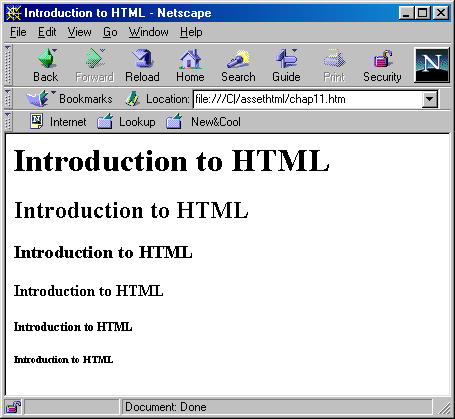 Introduction to HTML - Netscape
File Edit View Go Window Help
Back Forward Reload Home Search Guide Print Security N
Bookmarks Location: file:///C|/assethtml/chap11.htm
Internet Lookup New&Cool
Introduction to HTML
Introduction to HTML
Introduction to HTML
Introduction to HTML
Introduction to HTML
Introduction to HTML
Document: Done